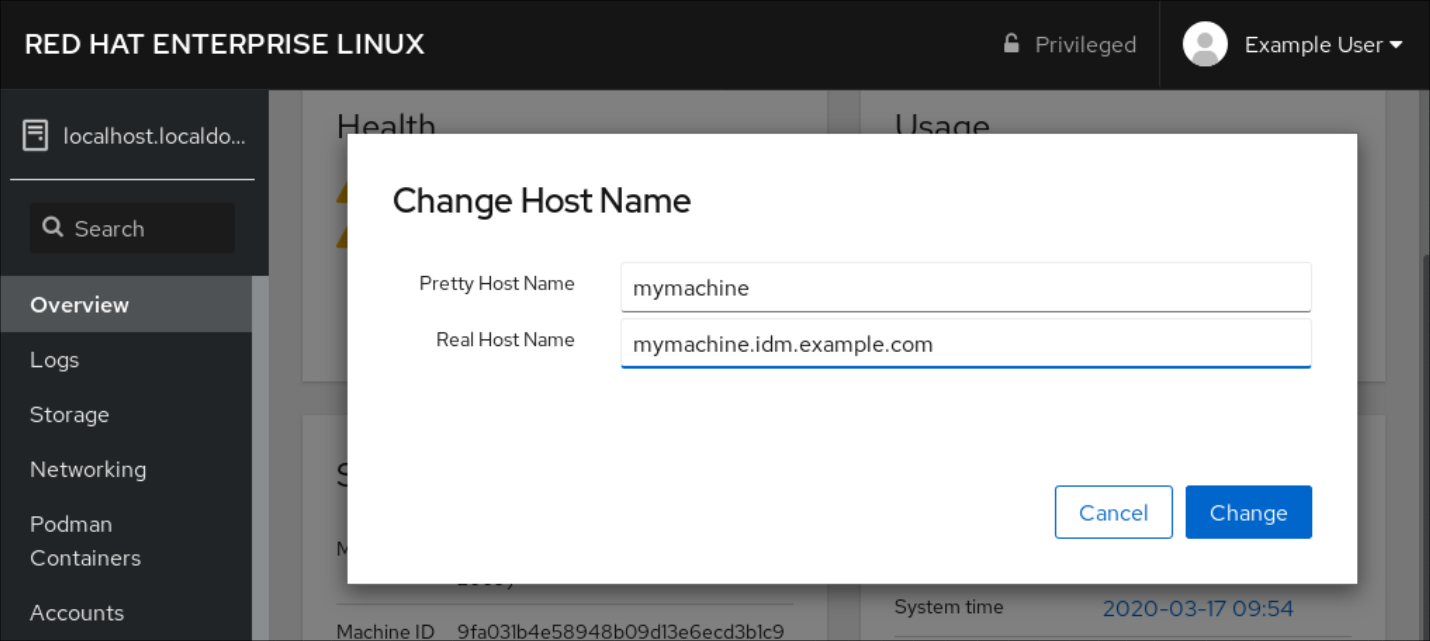 RED HAT ENTERPRISE LINUX
Privileged
Example User
localhost.localdo...
Search
Overview
Logs
Storage
Networking
Podman
Containers
Accounts
Health
Usage
Change Host Name
Pretty Host Name mymachine
Real Host Name mymachine.idm.example.com
Cancel Change
Machine ID 9fa031b4e58948b09d13e6ecd3b1c9
System time 2020-03-17 09:54